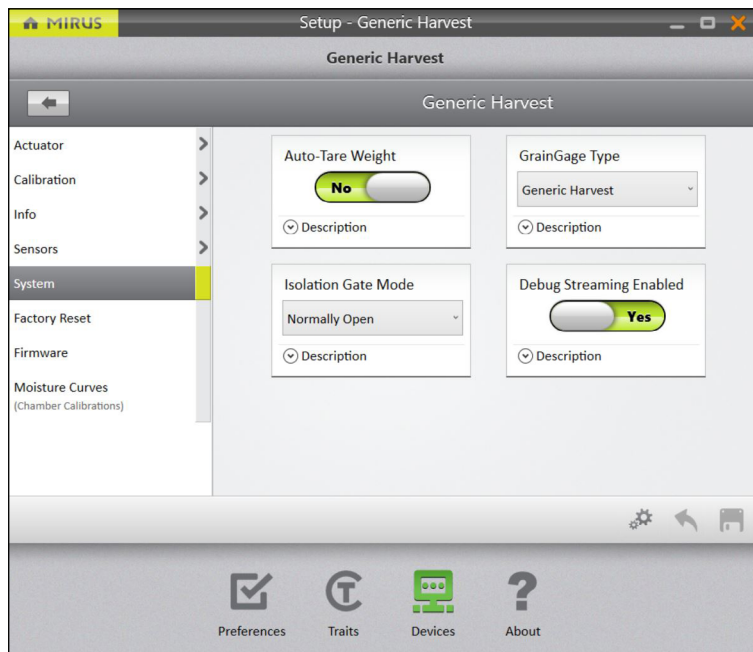 MIRUS
Setup - Generic Harvest
Generic Harvest
Generic Harvest
Actuator
Calibration
Info
Sensors
System
Factory Reset
Firmware
Moisture Curves
(Chamber Calibrations)
Auto-Tare Weight
No
Description
GrainGage Type
Generic Harvest
Description
Isolation Gate Mode
Normally Open
Description
Debug Streaming Enabled
Yes
Description
Preferences
Traits
Devices
About